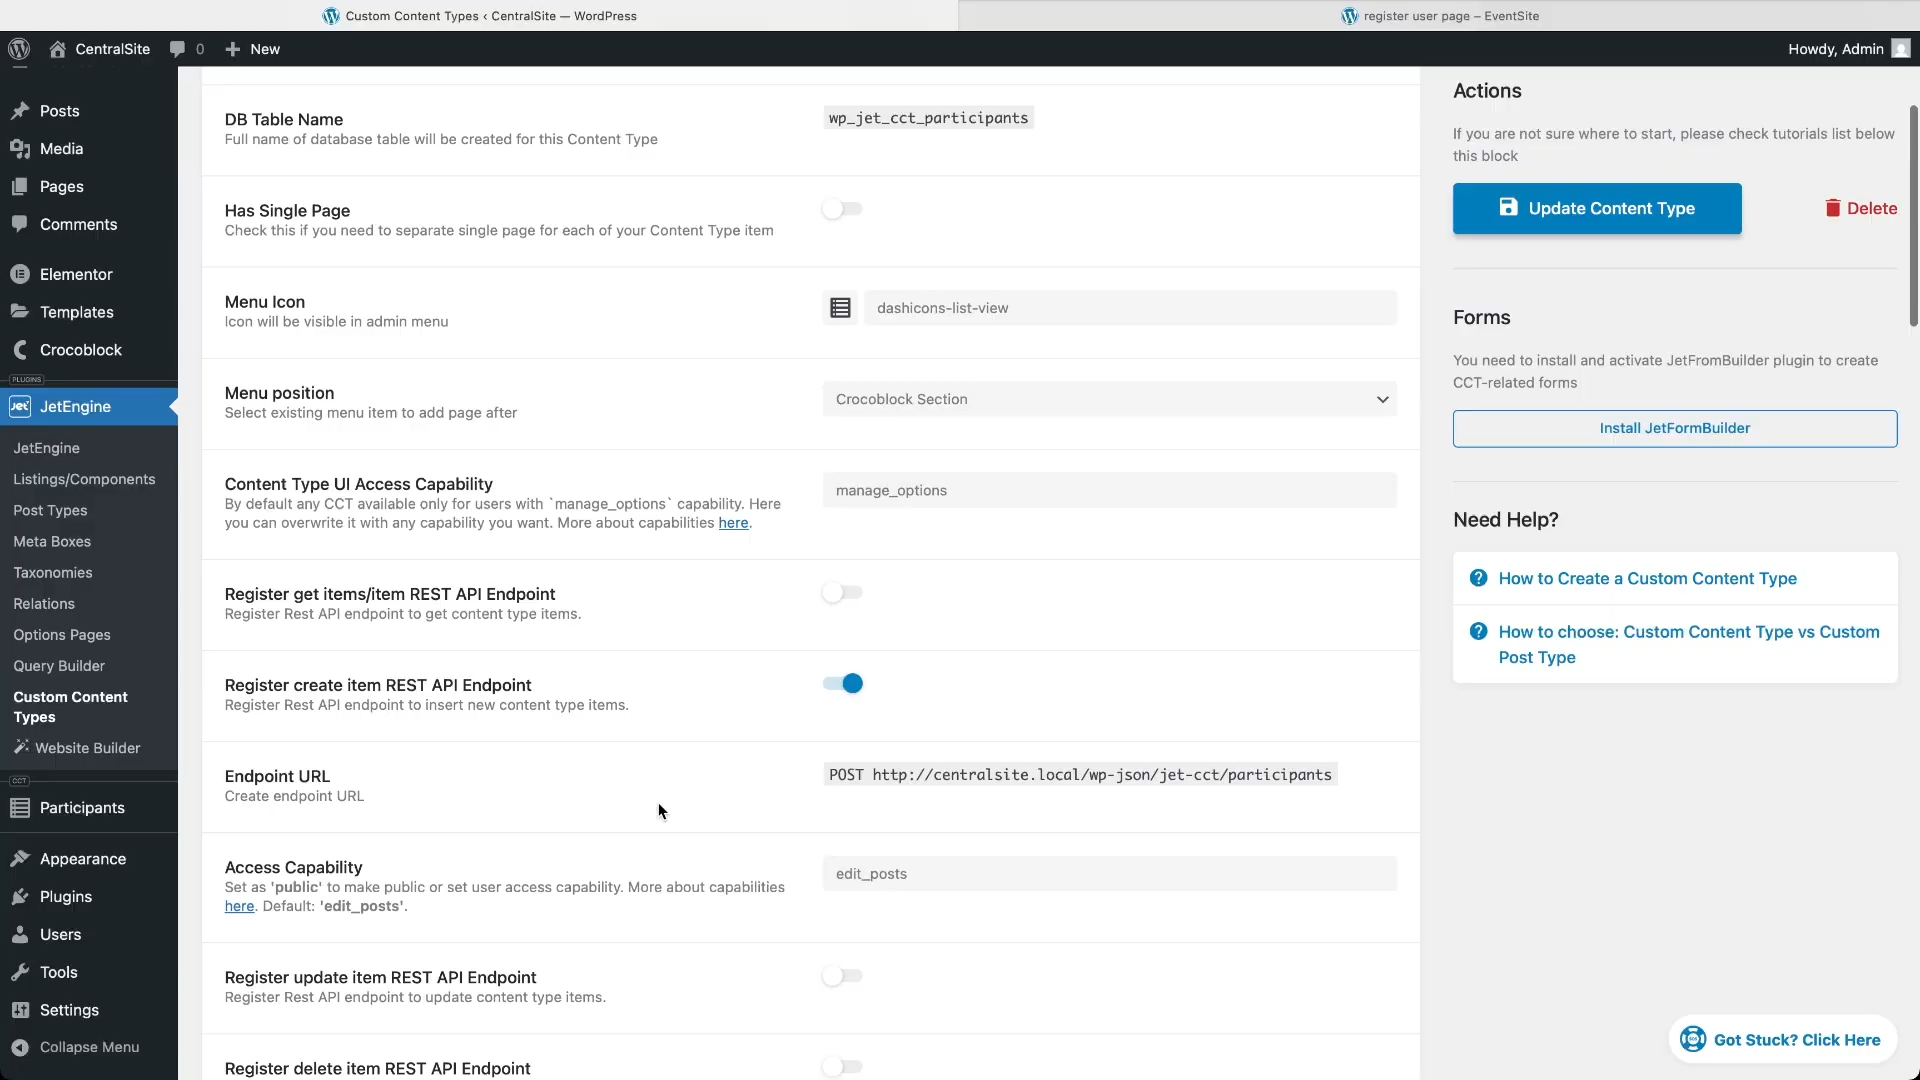 Custom Content Types ‹ CentralSite — WordPress
register user page – EventSite
CentralSite
0
New
Howdy, Admin
Posts
Media
Pages
Comments
Elementor
Templates
Crocoblock
PLUGINS
Jet
JetEngine
JetEngine
Listings/Components
Post Types
Meta Boxes
Taxonomies
Relations
Options Pages
Query Builder
Custom Content
Types
Website Builder
CCT
Participants
Appearance
Plugins
Users
Tools
Settings
Collapse Menu
DB Table Name
Full name of database table will be created for this Content Type
wp_jet_cct_participants
Has Single Page
Check this if you need to separate single page for each of your Content Type item
Menu Icon
Icon will be visible in admin menu
dashicons-list-view
Menu position
Select existing menu item to add page after
Crocoblock Section
Content Type UI Access Capability
By default any CCT available only for users with `manage_options` capability. Here
you can overwrite it with any capability you want. More about capabilities here.
manage_options
Register get items/item REST API Endpoint
Register Rest API endpoint to get content type items.
Register create item REST API Endpoint
Register Rest API endpoint to insert new content type items.
Endpoint URL
Create endpoint URL
POST http://centralsite.local/wp-json/jet-cct/participants
Access Capability
Set as 'public' to make public or set user access capability. More about capabilities
here. Default: 'edit_posts'.
edit_posts
Register update item REST API Endpoint
Register Rest API endpoint to update content type items.
Register delete item REST API Endpoint
Actions
If you are not sure where to start, please check tutorials list below
this block
Update Content Type
Delete
Forms
You need to install and activate JetFromBuilder plugin to create
CCT-related forms
Install JetFormBuilder
Need Help?
How to Create a Custom Content Type
How to choose: Custom Content Type vs Custom
Post Type
Got Stuck? Click Here